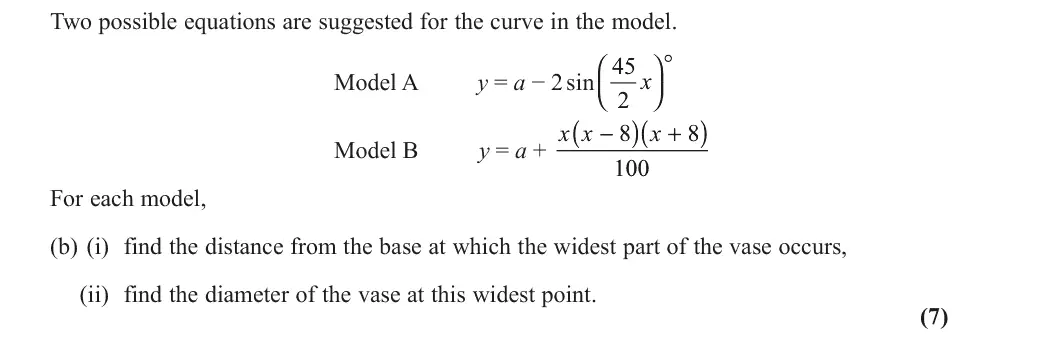 Two possible equations are suggested for the curve in the model.
Model A y = a − 2 sin(45/2 x)°
Model B y = a + x(x − 8)(x + 8)/100
For each model,
(b) (i) find the distance from the base at which the widest part of the vase occurs,
(ii) find the diameter of the vase at this widest point.
(7)